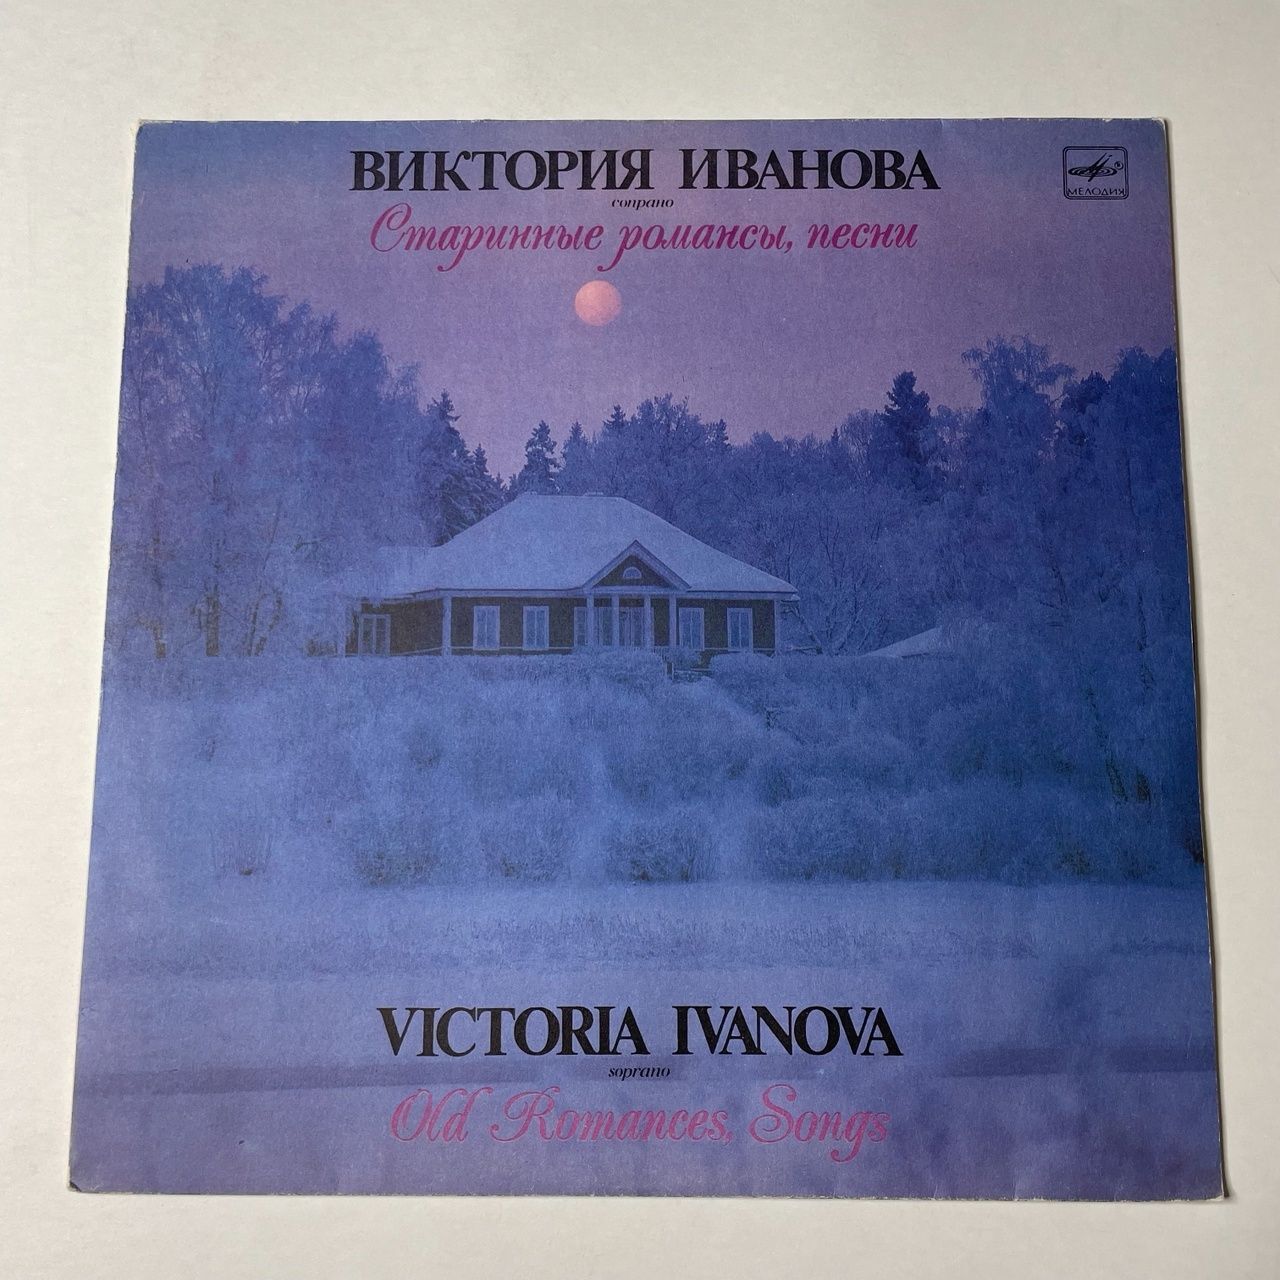 ВИКТОРИЯ ИВАНОВА
сопрано
Старинные романсы, песни
МЕЛОДИЯ
VICTORIA IVANOVA
soprano
Old Romances, Songs